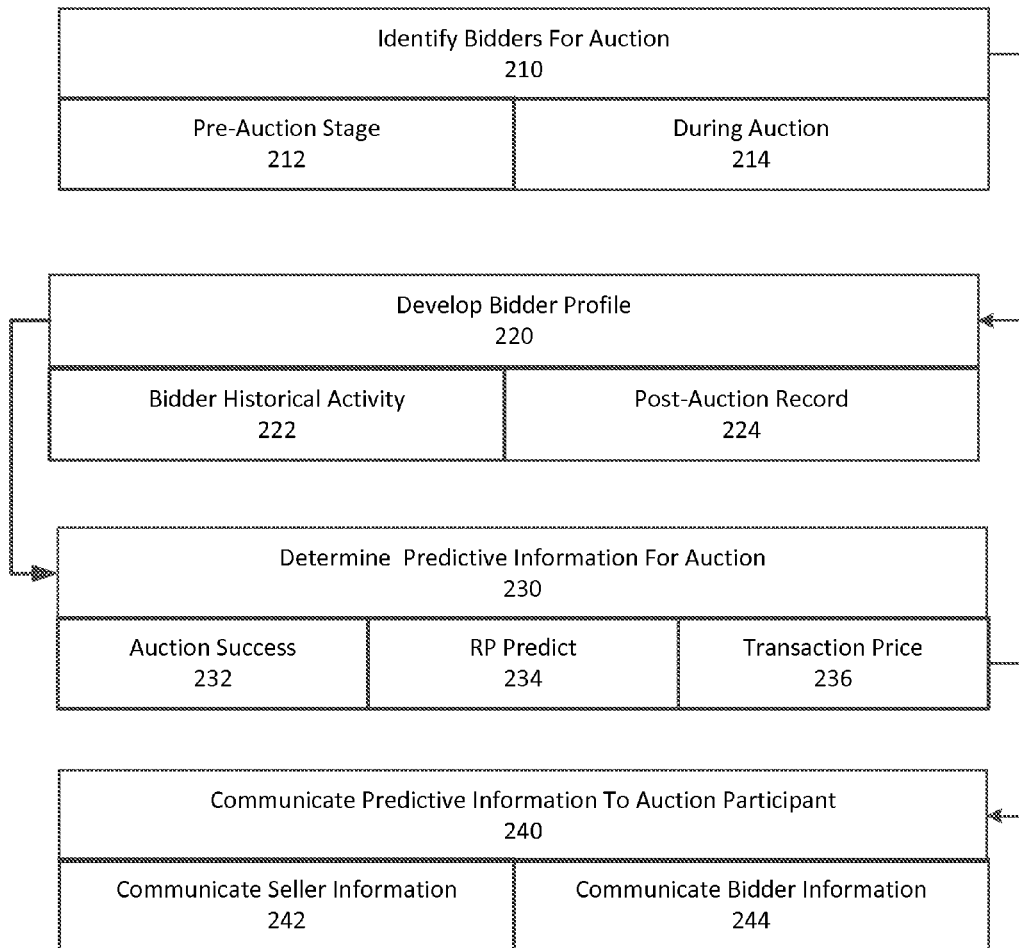 Identify Bidders For Auction
210
Pre-Auction Stage
212
During Auction
214
Develop Bidder Profile
220
Bidder Historical Activity
222
Post-Auction Record
224
Determine Predictive Information For Auction
230
Auction Success
232
RP Predict
234
Transaction Price
236
Communicate Predictive Information To Auction Participant
240
Communicate Seller Information
242
Communicate Bidder Information
244